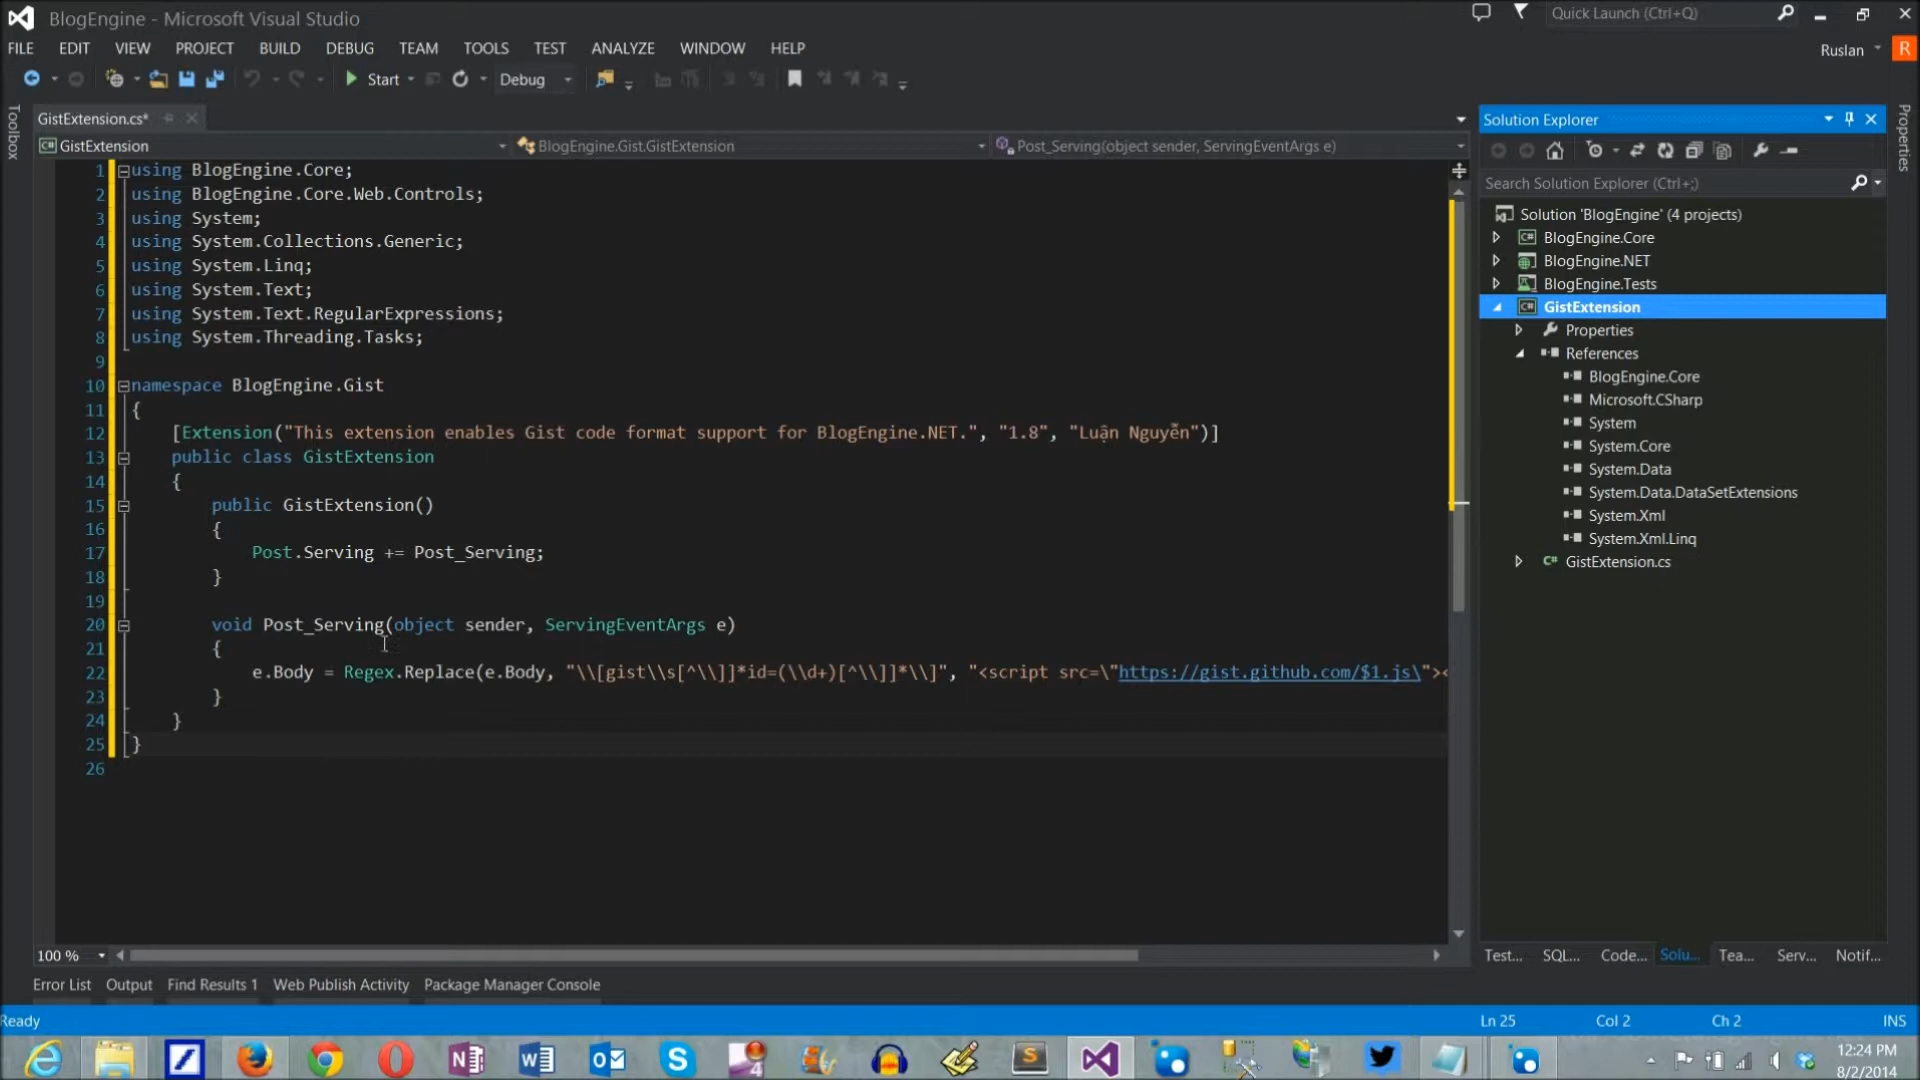 BlogEngine - Microsoft Visual Studio
Quick Launch (Ctrl+Q)
FILE EDIT VIEW PROJECT BUILD DEBUG TEAM TOOLS TEST ANALYZE WINDOW HELP
Ruslan R
Start Debug
Toolbox
GistExtension.cs*
GistExtension BlogEngine.Gist.GistExtension Post_Serving(object sender, ServingEventArgs e)
1 using BlogEngine.Core;
2 using BlogEngine.Core.Web.Controls;
3 using System;
4 using System.Collections.Generic;
5 using System.Linq;
6 using System.Text;
7 using System.Text.RegularExpressions;
8 using System.Threading.Tasks;
9
10 namespace BlogEngine.Gist
11 {
12 [Extension("This extension enables Gist code format support for BlogEngine.NET.", "1.8", "Luận Nguyễn")]
13 public class GistExtension
14 {
15 public GistExtension()
16 {
17 Post.Serving += Post_Serving;
18 }
19
20 void Post_Serving(object sender, ServingEventArgs e)
21 {
22 e.Body = Regex.Replace(e.Body, "\\[gist\\s[^\\]]*id=(\\d+)[^\\]]*\\]", "<script src=\"https://gist.github.com/$1.js\"><
23 }
24 }
25 }
26
100 %
Solution Explorer
Search Solution Explorer (Ctrl+;)
Solution 'BlogEngine' (4 projects)
C# BlogEngine.Core
BlogEngine.NET
BlogEngine.Tests
C# GistExtension
Properties
References
BlogEngine.Core
Microsoft.CSharp
System
System.Core
System.Data
System.Data.DataSetExtensions
System.Xml
System.Xml.Linq
C# GistExtension.cs
Test... SQL... Code... Solu... Tea... Serv... Notif...
Properties
Error List Output Find Results 1 Web Publish Activity Package Manager Console
Ready Ln 25 Col 2 Ch 2 INS
12:24 PM
8/2/2014